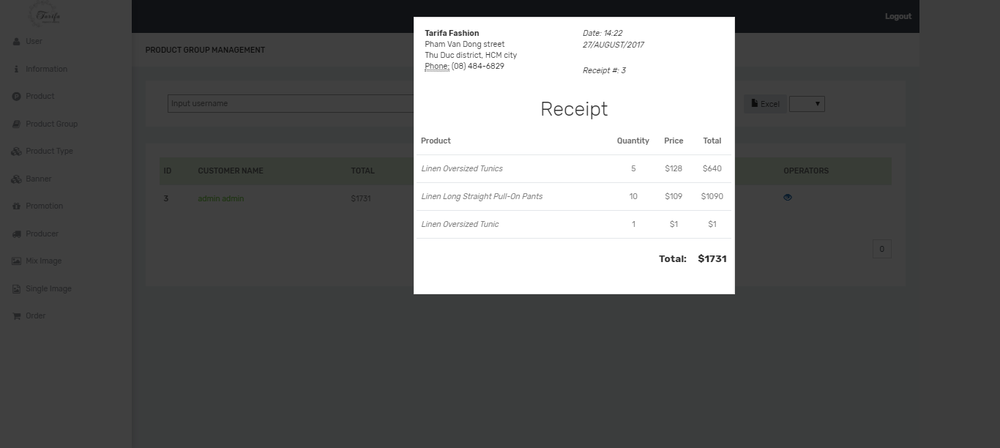 Tarifa
Logout
User
Information
Product
Product Group
Product Type
Banner
Promotion
Producer
Mix Image
Single Image
Order
PRODUCT GROUP MANAGEMENT
Input username
Excel
ID CUSTOMER NAME TOTAL OPERATORS
3 admin admin $1731
0
Tarifa Fashion
Pham Van Dong street
Thu Duc district, HCM city
Phone: (08) 484-6829
Date: 14:22
27/AUGUST/2017
Receipt #: 3
Receipt
Product Quantity Price Total
Linen Oversized Tunics 5 $128 $640
Linen Long Straight Pull-On Pants 10 $109 $1090
Linen Oversized Tunic 1 $1 $1
Total: $1731